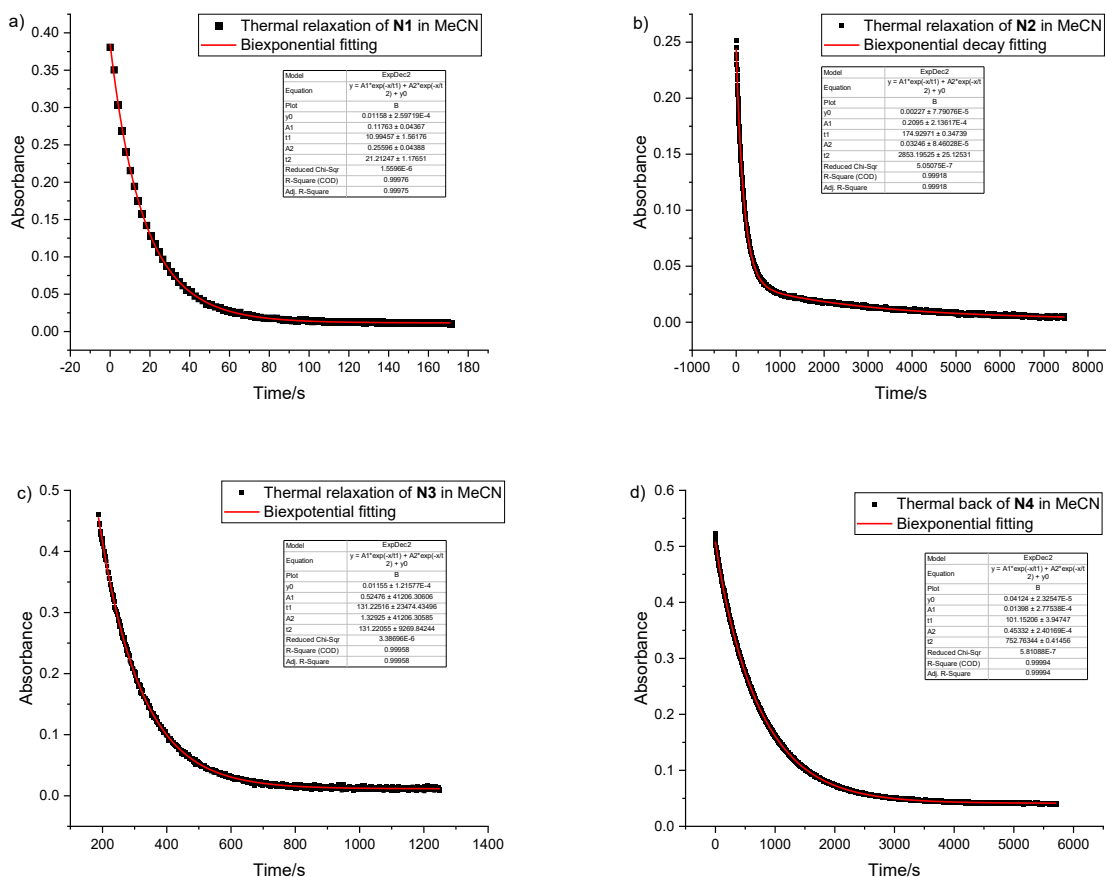 a)
Thermal relaxation of N1 in MeCN
Biexponential fitting
Model ExpDec2
Equation y = A1*exp(-x/t1) + A2*exp(-x/t
2) + y0
Plot B
y0 0.01158 ± 2.59719E-4
A1 0.11763 ± 0.04367
t1 10.99457 ± 1.56176
A2 0.25596 ± 0.04388
t2 21.21247 ± 1.17651
Reduced Chi-Sqr 1.5596E-6
R-Square (COD) 0.99976
Adj. R-Square 0.99975
Absorbance
0.40
0.35
0.30
0.25
0.20
0.15
0.10
0.05
0.00
-20 0 20 40 60 80 100 120 140 160 180
Time/s
b)
Thermal relaxation of N2 in MeCN
Biexponential decay fitting
Model ExpDec2
Equation y = A1*exp(-x/t1) + A2*exp(-x/t
2) + y0
Plot B
y0 0.00227 ± 7.79076E-5
A1 0.2095 ± 2.13617E-4
t1 174.92971 ± 0.34739
A2 0.03246 ± 8.46028E-5
t2 2853.19525 ± 25.12531
Reduced Chi-Sqr 5.05075E-7
R-Square (COD) 0.99918
Adj. R-Square 0.99918
Absorbance
0.25
0.20
0.15
0.10
0.05
0.00
-1000 0 1000 2000 3000 4000 5000 6000 7000 8000
Time/s
c)
Thermal relaxation of N3 in MeCN
Biexpotential fitting
Model ExpDec2
Equation y = A1*exp(-x/t1) + A2*exp(-x/t
2) + y0
Plot B
y0 0.01155 ± 1.21577E-4
A1 0.52476 ± 41206.30606
t1 131.22516 ± 23474.43496
A2 1.32925 ± 41206.30585
t2 131.22055 ± 9269.84244
Reduced Chi-Sqr 3.38696E-6
R-Square (COD) 0.99958
Adj. R-Square 0.99958
Absorbance
0.5
0.4
0.3
0.2
0.1
0.0
200 400 600 800 1000 1200 1400
Time/s
d)
Thermal back of N4 in MeCN
Biexponential fitting
Model ExpDec2
Equation y = A1*exp(-x/t1) + A2*exp(-x/t
2) + y0
Plot B
y0 0.04124 ± 2.32547E-5
A1 0.01398 ± 2.77538E-4
t1 101.15206 ± 3.94747
A2 0.45332 ± 2.40169E-4
t2 752.76344 ± 0.41456
Reduced Chi-Sqr 5.81088E-7
R-Square (COD) 0.99994
Adj. R-Square 0.99994
Absorbance
0.6
0.5
0.4
0.3
0.2
0.1
0.0
0 1000 2000 3000 4000 5000 6000
Time/s